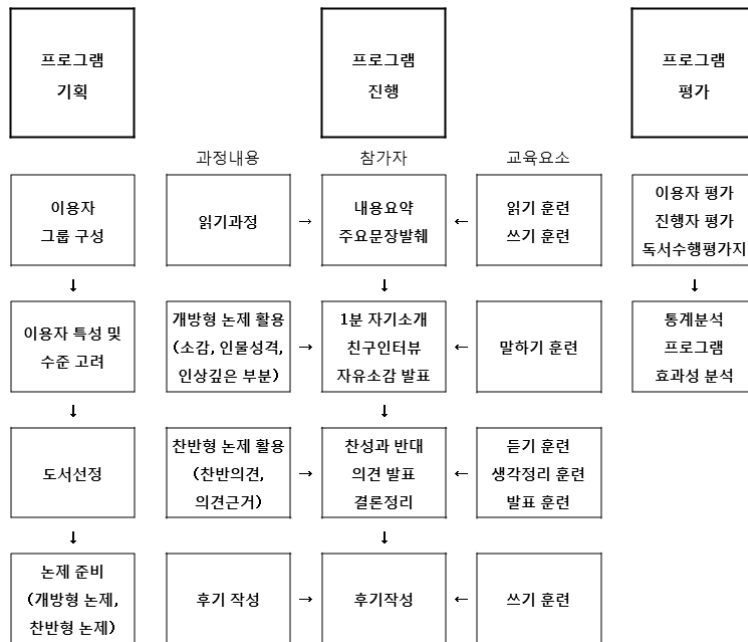 프로그램
기획
프로그램
진행
프로그램
평가
과정내용
참가자
교육요소
이용자
그룹 구성
읽기과정
→
내용요약
주요문장발췌
←
읽기 훈련
쓰기 훈련
이용자 평가
진행자 평가
독서수행평가지
↓
↓
↓
이용자 특성 및
수준 고려
개방형 논제 활용
(소감, 인물성격,
인상깊은 부분)
→
1분 자기소개
친구인터뷰
자유소감 발표
←
말하기 훈련
통계분석
프로그램
효과성 분석
↓
↓
도서선정
찬반형 논제 활용
(찬반의견,
의견근거)
→
찬성과 반대
의견 발표
결론정리
←
듣기 훈련
생각정리 훈련
발표 훈련
↓
↓
논제 준비
(개방형 논제,
찬반형 논제)
후기 작성
→
후기작성
←
쓰기 훈련